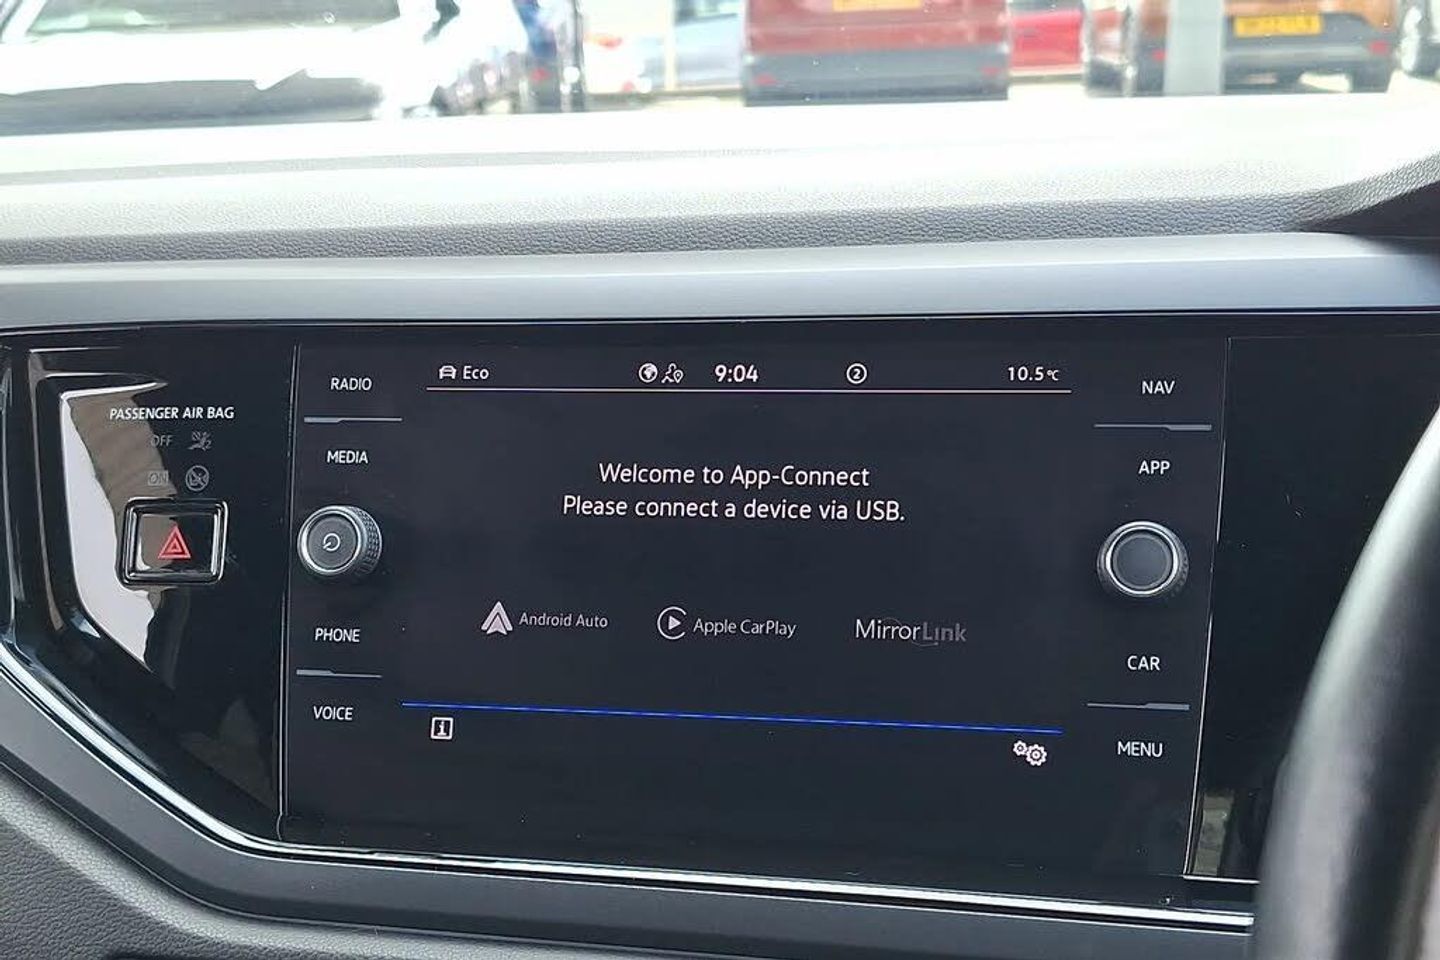 PASSENGER AIR BAG
OFF
ON
RADIO
MEDIA
PHONE
VOICE
Eco
9:04
2
10.5°C
Welcome to App-Connect
Please connect a device via USB.
Android Auto
Apple CarPlay
MirrorLink
i
NAV
APP
CAR
MENU